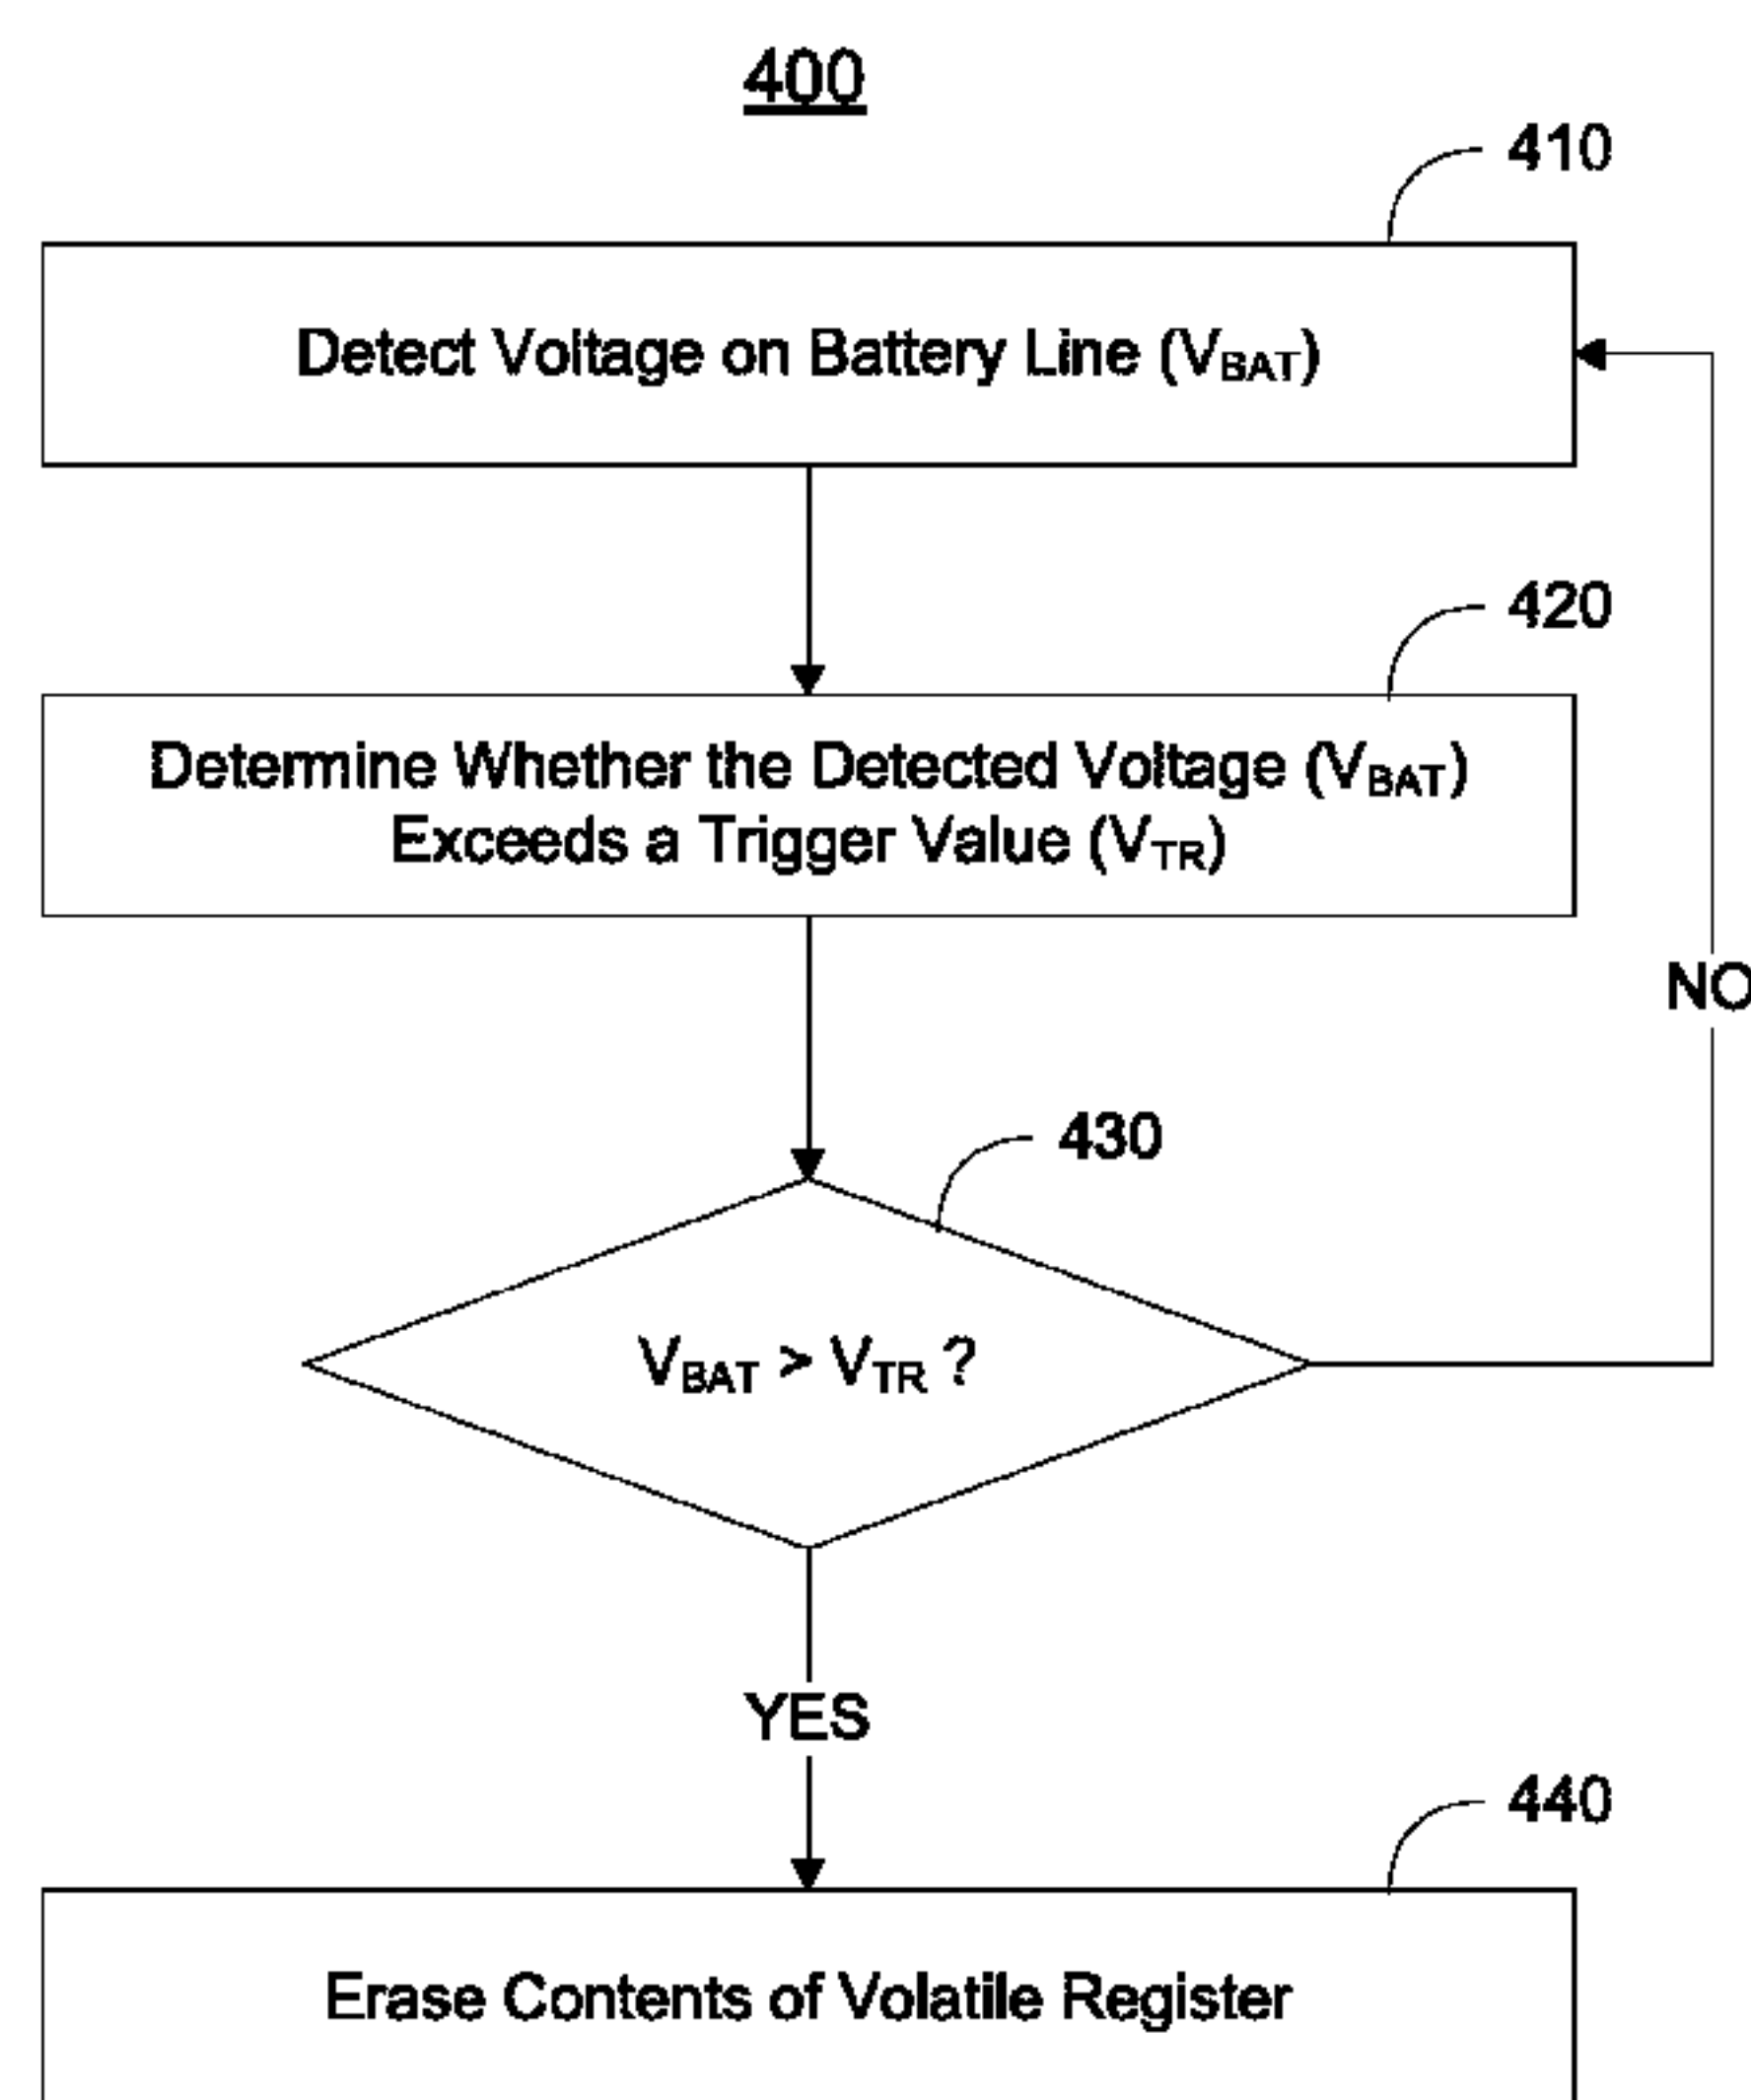 400
410
Detect Voltage on Battery Line (VBAT)
420
Determine Whether the Detected Voltage (VBAT)
Exceeds a Trigger Value (VTR)
NO
430
VBAT > VTR ?
YES
440
Erase Contents of Volatile Register